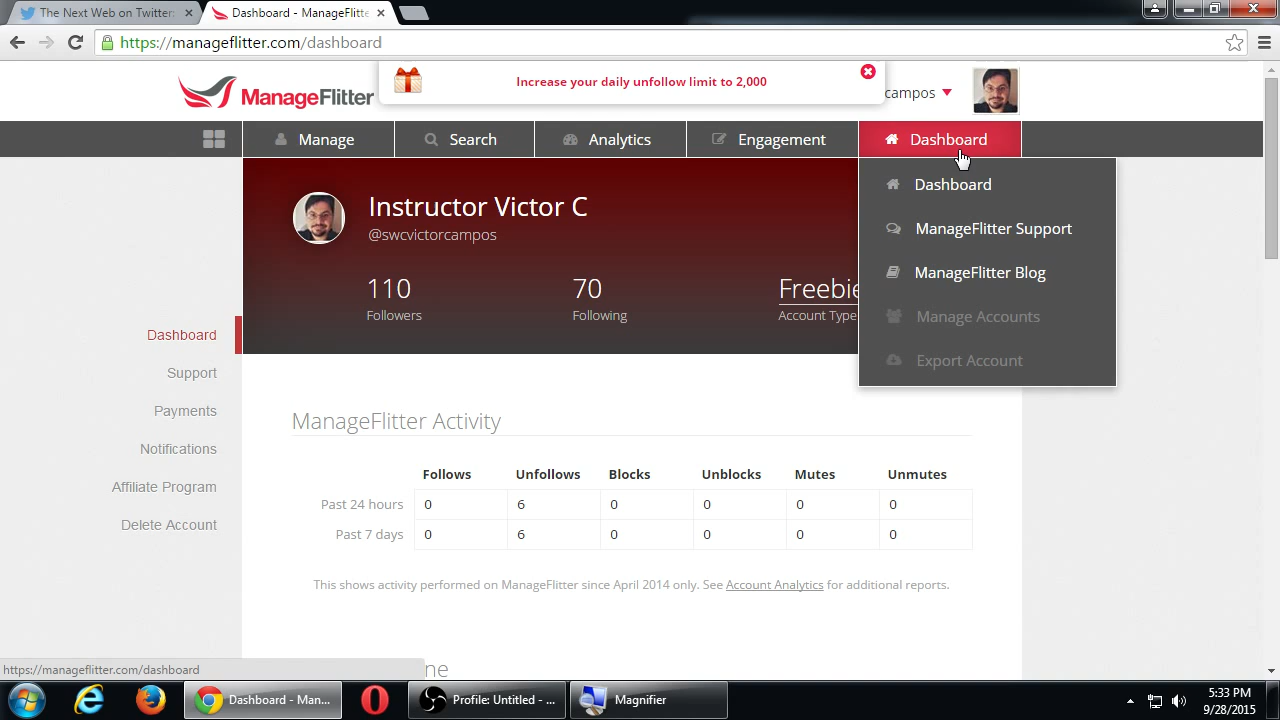 The Next Web on Twitter:
Dashboard - ManageFlitte
https://manageflitter.com/dashboard
ManageFlitter
Increase your daily unfollow limit to 2,000
campos
Manage
Search
Analytics
Engagement
Dashboard
Dashboard
ManageFlitter Support
ManageFlitter Blog
Manage Accounts
Export Account
Instructor Victor C
@swcvictorcampos
110
70
Freebie
Followers
Following
Account Type
Dashboard
Support
Payments
Notifications
Affiliate Program
Delete Account
ManageFlitter Activity
Follows Unfollows Blocks Unblocks Mutes Unmutes
Past 24 hours 0 6 0 0 0 0
Past 7 days 0 6 0 0 0 0
This shows activity performed on ManageFlitter since April 2014 only. See Account Analytics for additional reports.
ne
https://manageflitter.com/dashboard
Dashboard - Man...
Profile: Untitled - ...
Magnifier
5:33 PM
9/28/2015